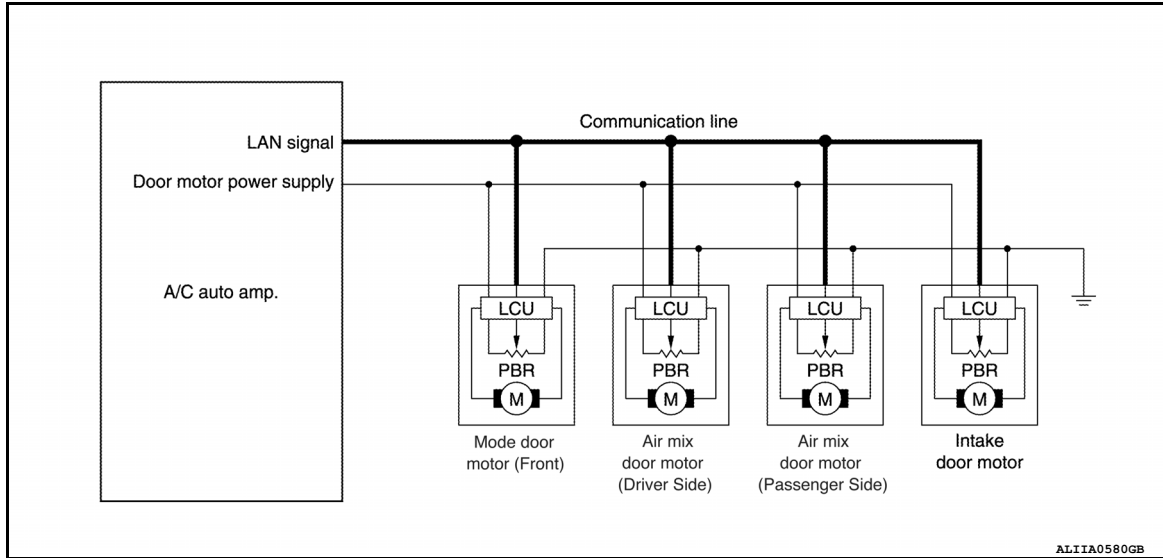 Communication line
LAN signal
Door motor power supply
A/C auto amp.
LCU
LCU
LCU
LCU
PBR
PBR
PBR
PBR
M
M
M
M
Mode door
motor (Front)
Air mix
door motor
(Driver Side)
Air mix
door motor
(Passenger Side)
Intake
door motor
ALIIA0580GB